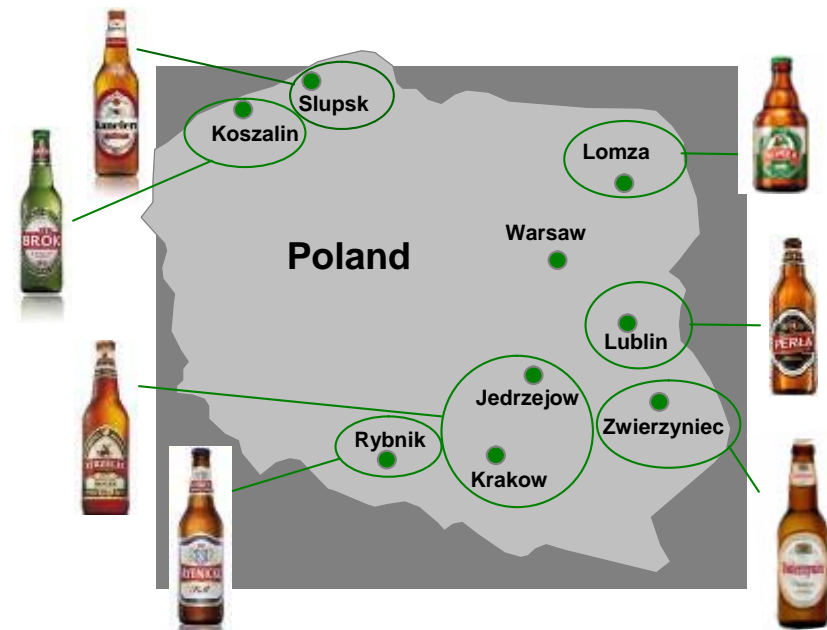 Slupsk
Koszalin
Lomza
BROK
Warsaw
Poland
Lublin
PERŁA
Jedrzejow
Zwierzyniec
Rybnik
Krakow